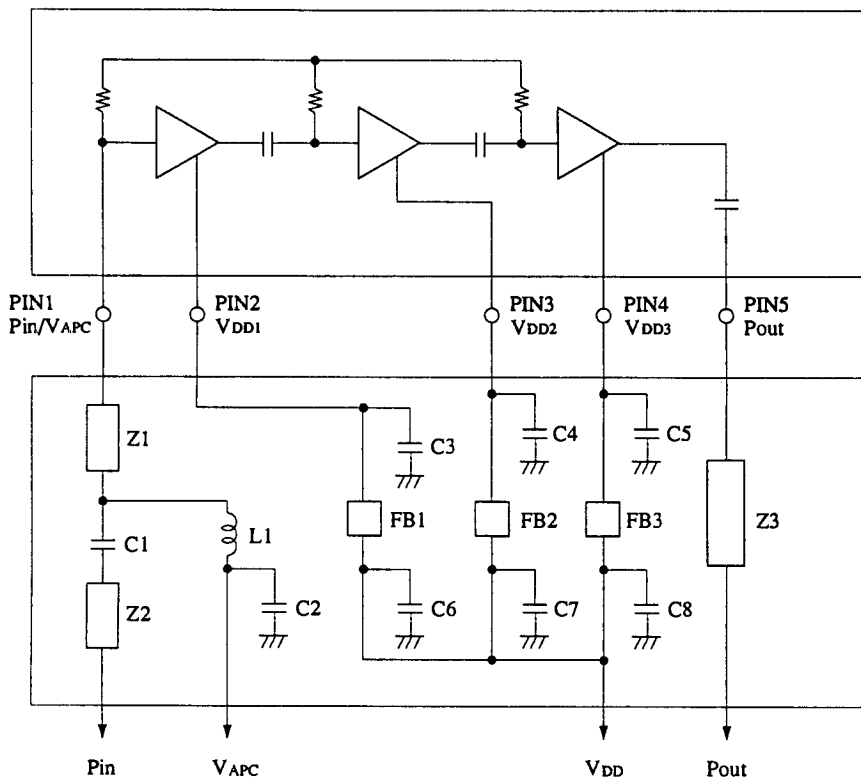 PIN1
Pin/VAPC
PIN2
VDD1
PIN3
VDD2
PIN4
VDD3
PIN5
Pout
Z1
C3
C4
C5
C1
L1
FB1
FB2
FB3
Z3
Z2
C2
C6
C7
C8
Pin
VAPC
VDD
Pout